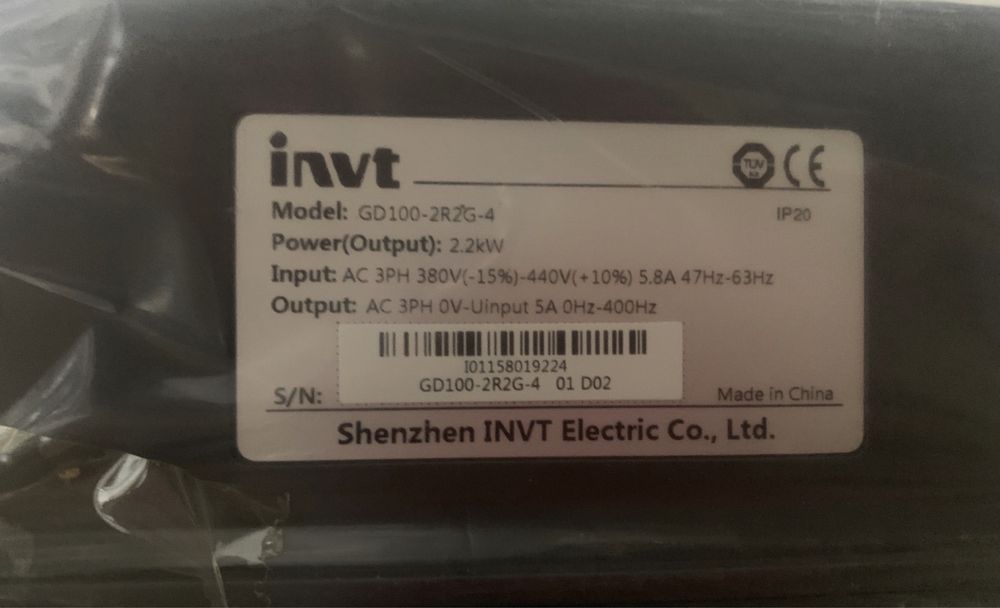 invt
TUV CE
Model: GD100-2R2G-4 IP20
Power(Output): 2.2kW
Input: AC 3PH 380V(-15%)-440V(+10%) 5.8A 47Hz-63Hz
Output: AC 3PH 0V-Uinput 5A 0Hz-400Hz
I01158019224
GD100-2R2G-4 01 D02
S/N: Made in China
Shenzhen INVT Electric Co., Ltd.